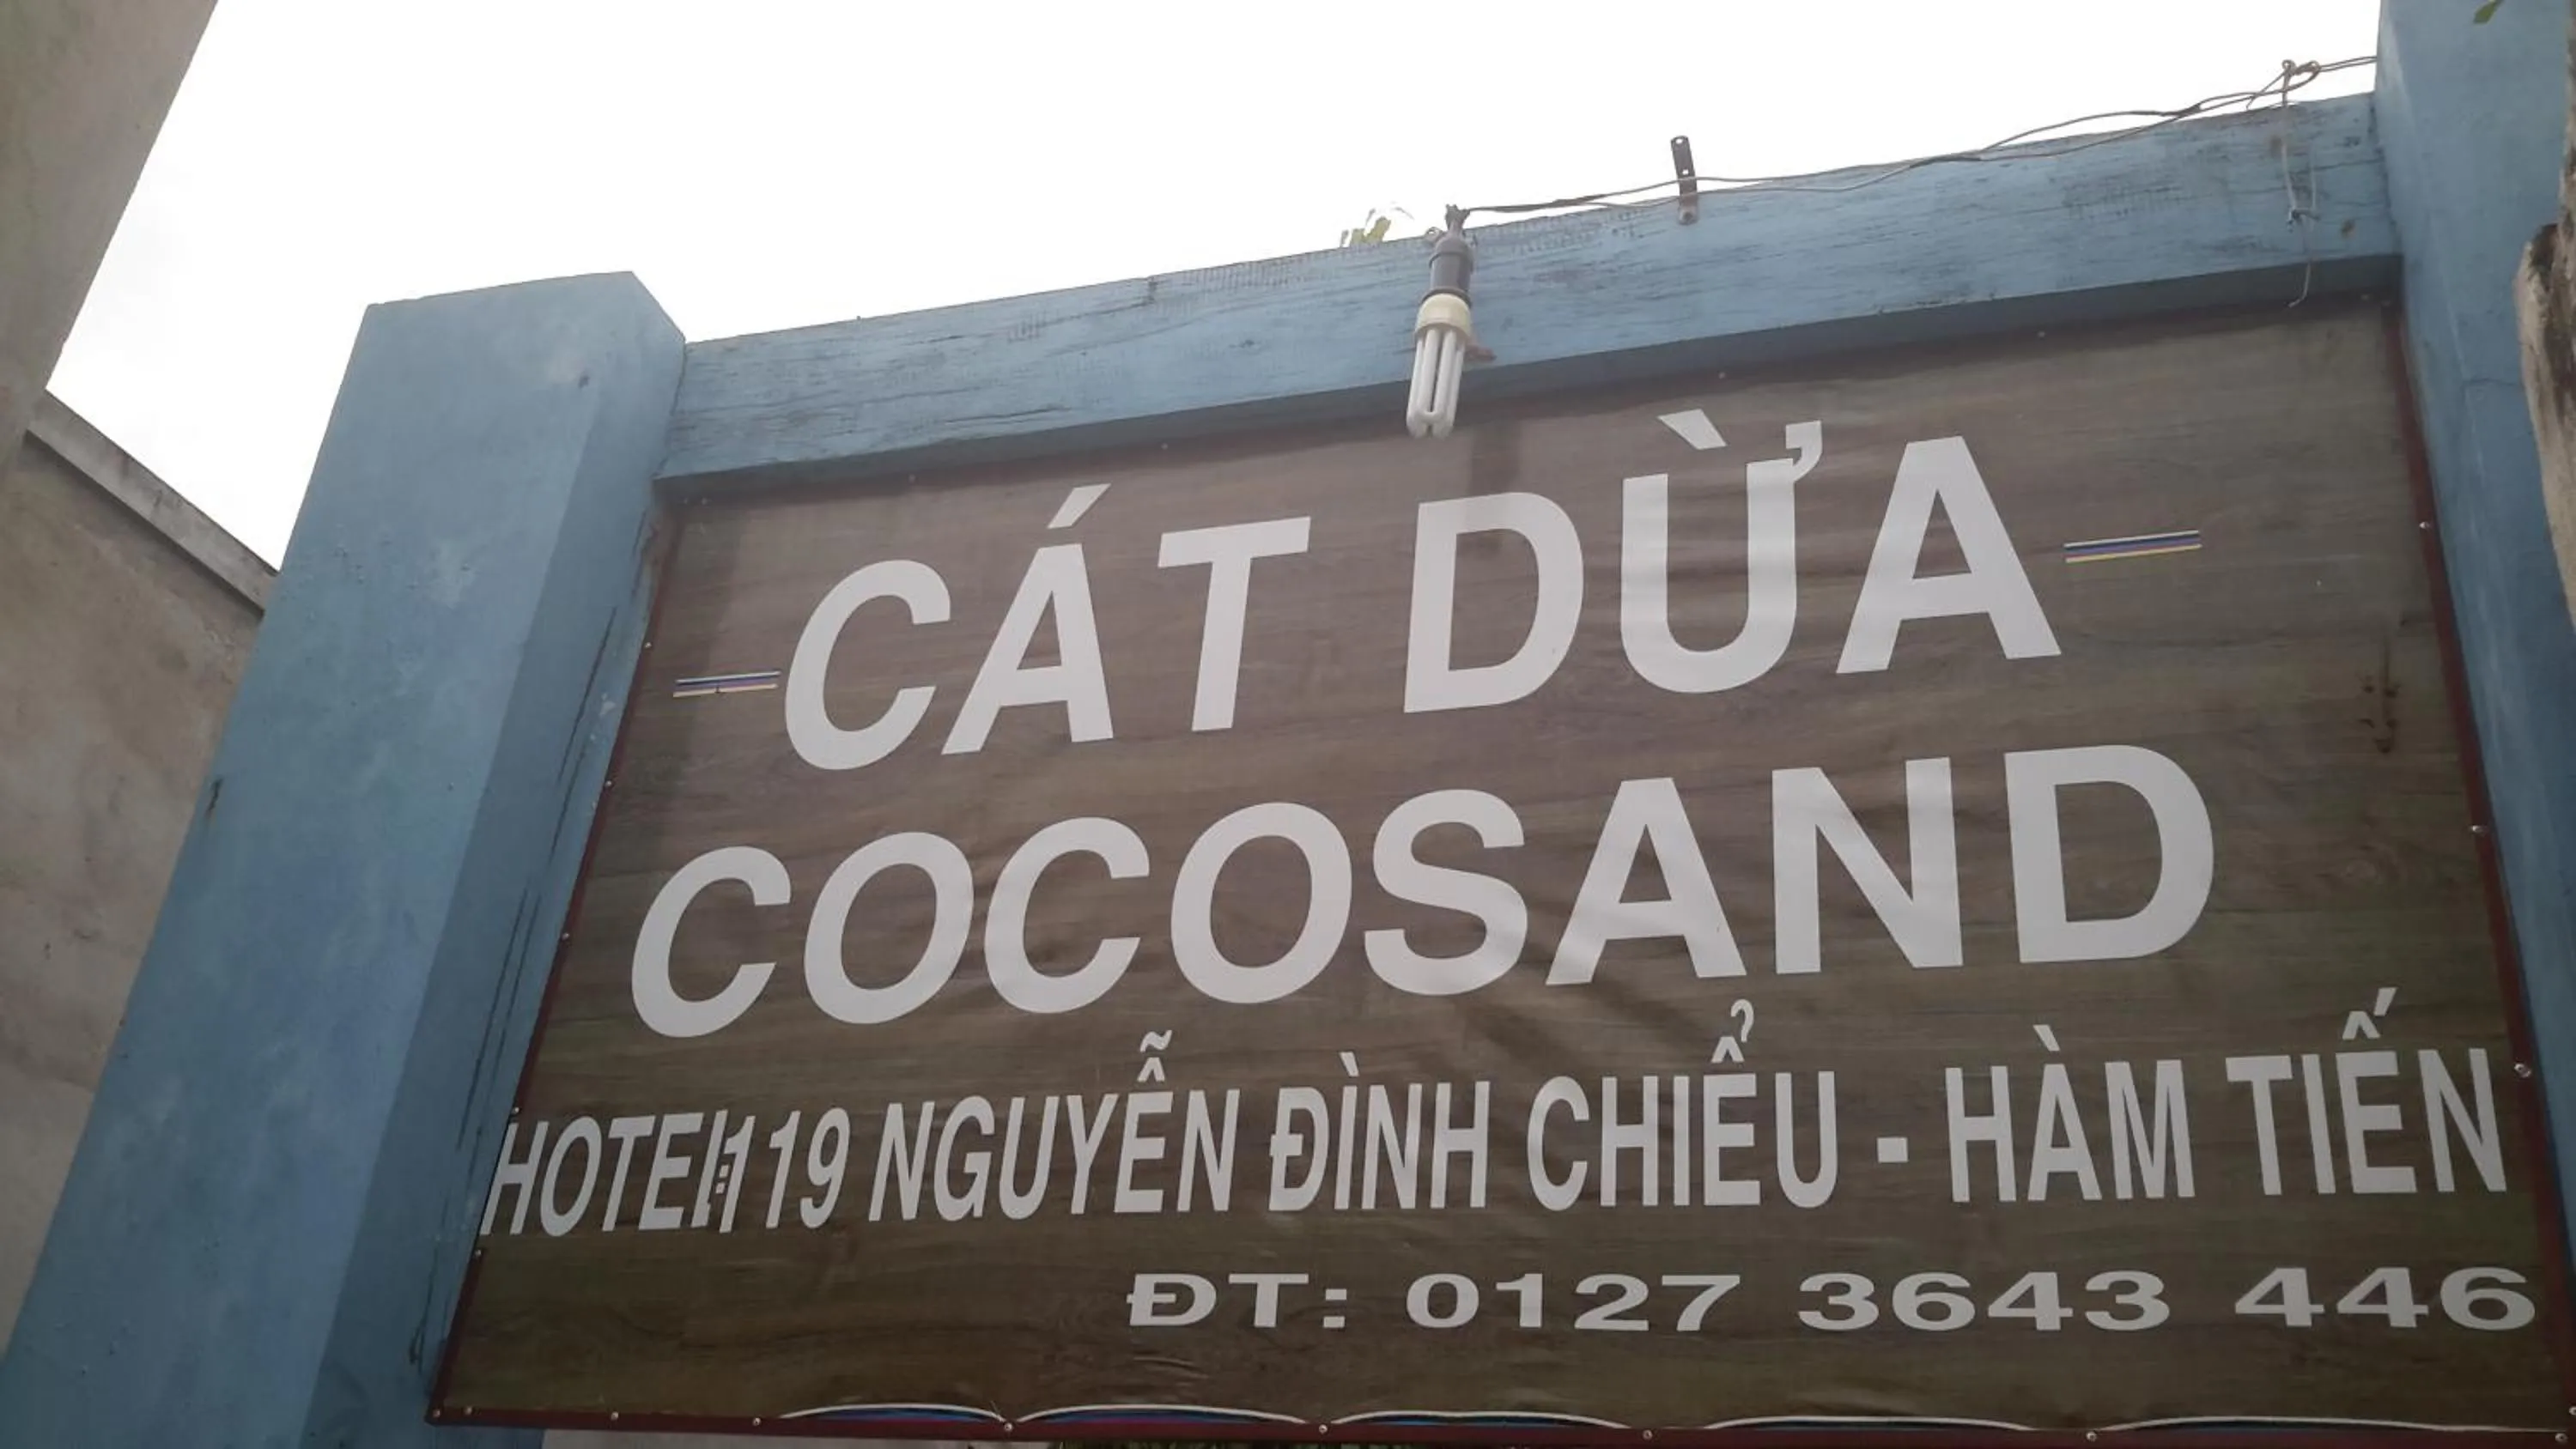 CÁT DỪA
COCOSAND
HOTEL: 119 NGUYỄN ĐÌNH CHIỂU - HÀM TIẾN
ĐT: 0127 3643 446